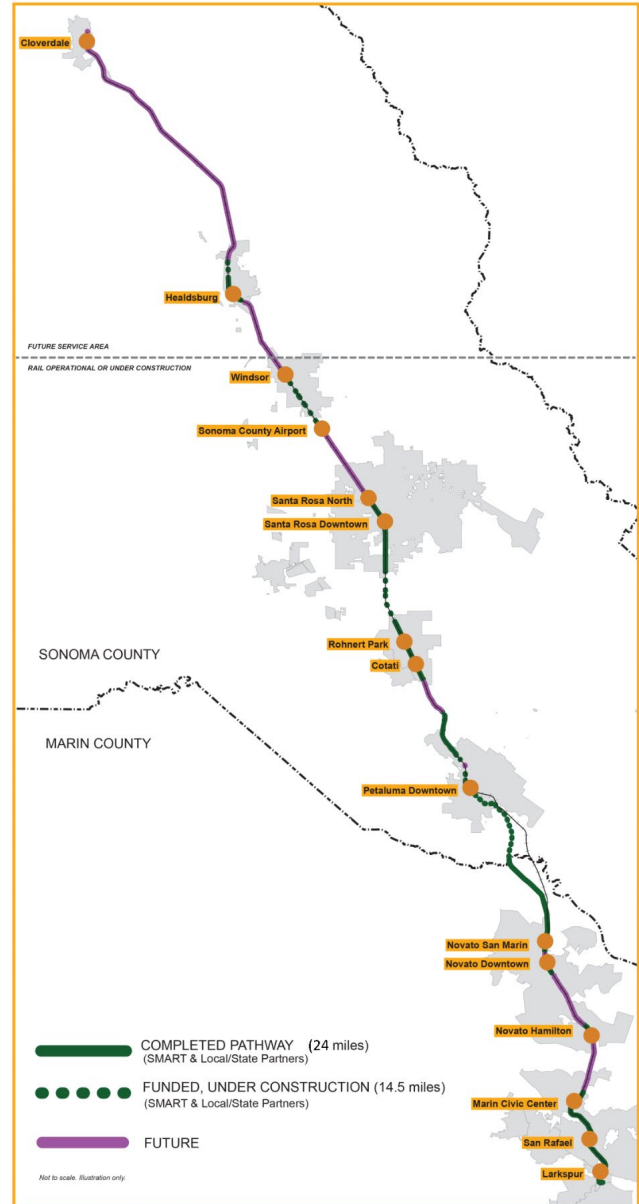 Cloverdale
Healdsburg
FUTURE SERVICE AREA
RAIL OPERATIONAL OR UNDER CONSTRUCTION
Windsor
Sonoma County Airport
Santa Rosa North
Santa Rosa Downtown
Rohnert Park
Cotati
SONOMA COUNTY
MARIN COUNTY
Petaluma Downtown
Novato San Marin
Novato Downtown
Novato Hamilton
Marin Civic Center
San Rafael
Larkspur
COMPLETED PATHWAY (24 miles)
(SMART & Local/State Partners)
FUNDED, UNDER CONSTRUCTION (14.5 miles)
(SMART & Local/State Partners)
FUTURE
Not to scale. Illustration only.